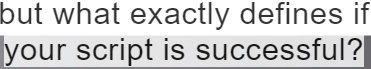 but what exactly defines if
your script is successful?